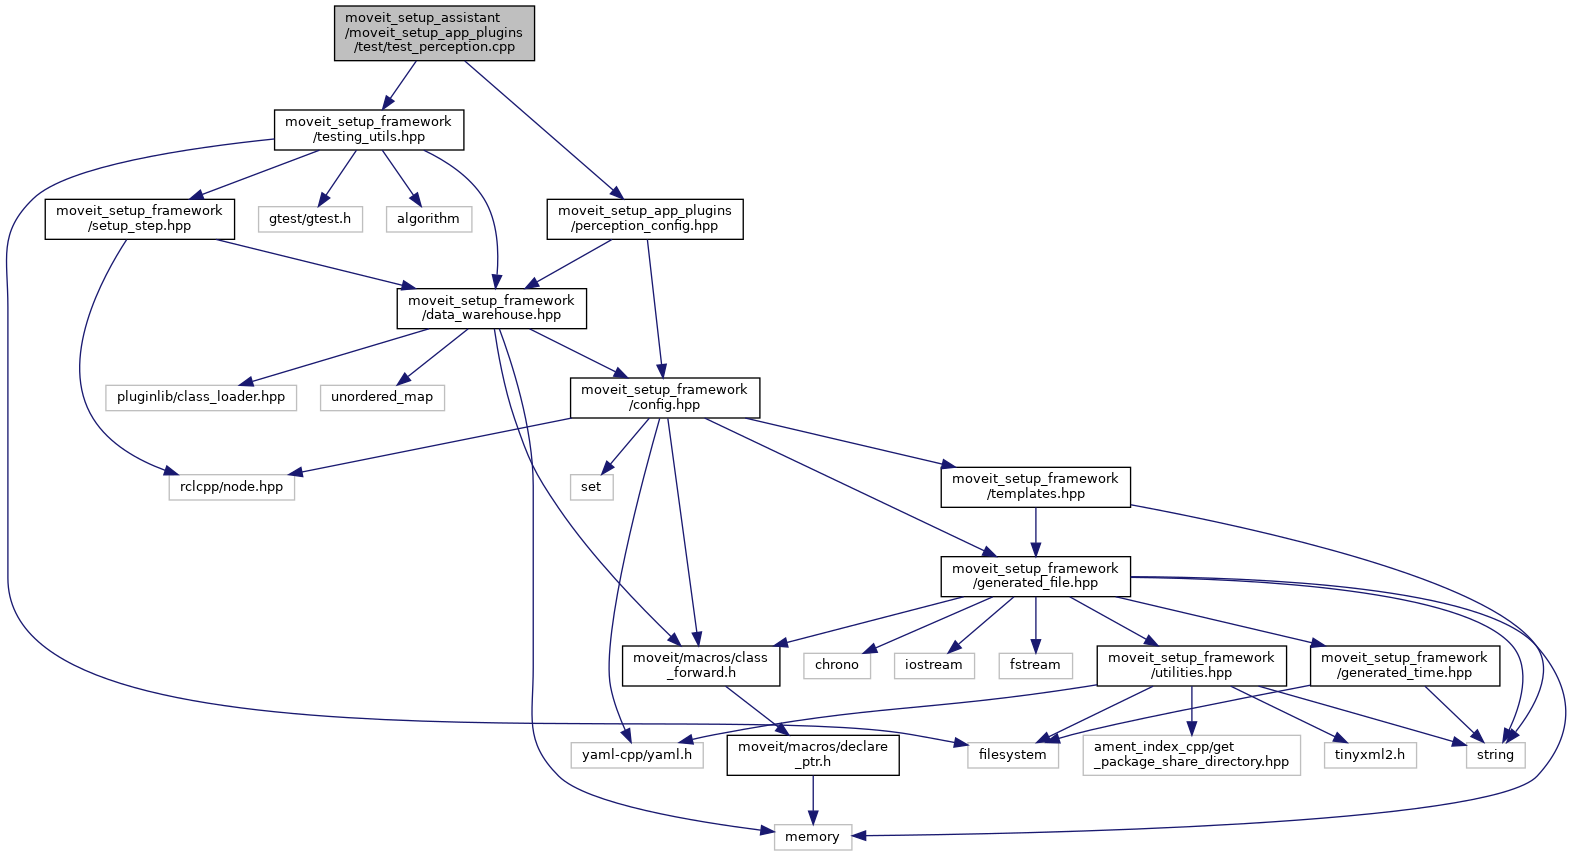 moveit_setup_assistant
/moveit_setup_app_plugins
/test/test_perception.cpp
moveit_setup_framework
/testing_utils.hpp
moveit_setup_framework
/setup_step.hpp
gtest/gtest.h
algorithm
moveit_setup_app_plugins
/perception_config.hpp
moveit_setup_framework
/data_warehouse.hpp
pluginlib/class_loader.hpp
unordered_map
moveit_setup_framework
/config.hpp
rclcpp/node.hpp
set
moveit_setup_framework
/templates.hpp
moveit_setup_framework
/generated_file.hpp
moveit/macros/class
_forward.h
chrono
iostream
fstream
moveit_setup_framework
/utilities.hpp
moveit_setup_framework
/generated_time.hpp
yaml-cpp/yaml.h
moveit/macros/declare
_ptr.h
filesystem
ament_index_cpp/get
_package_share_directory.hpp
tinyxml2.h
string
memory